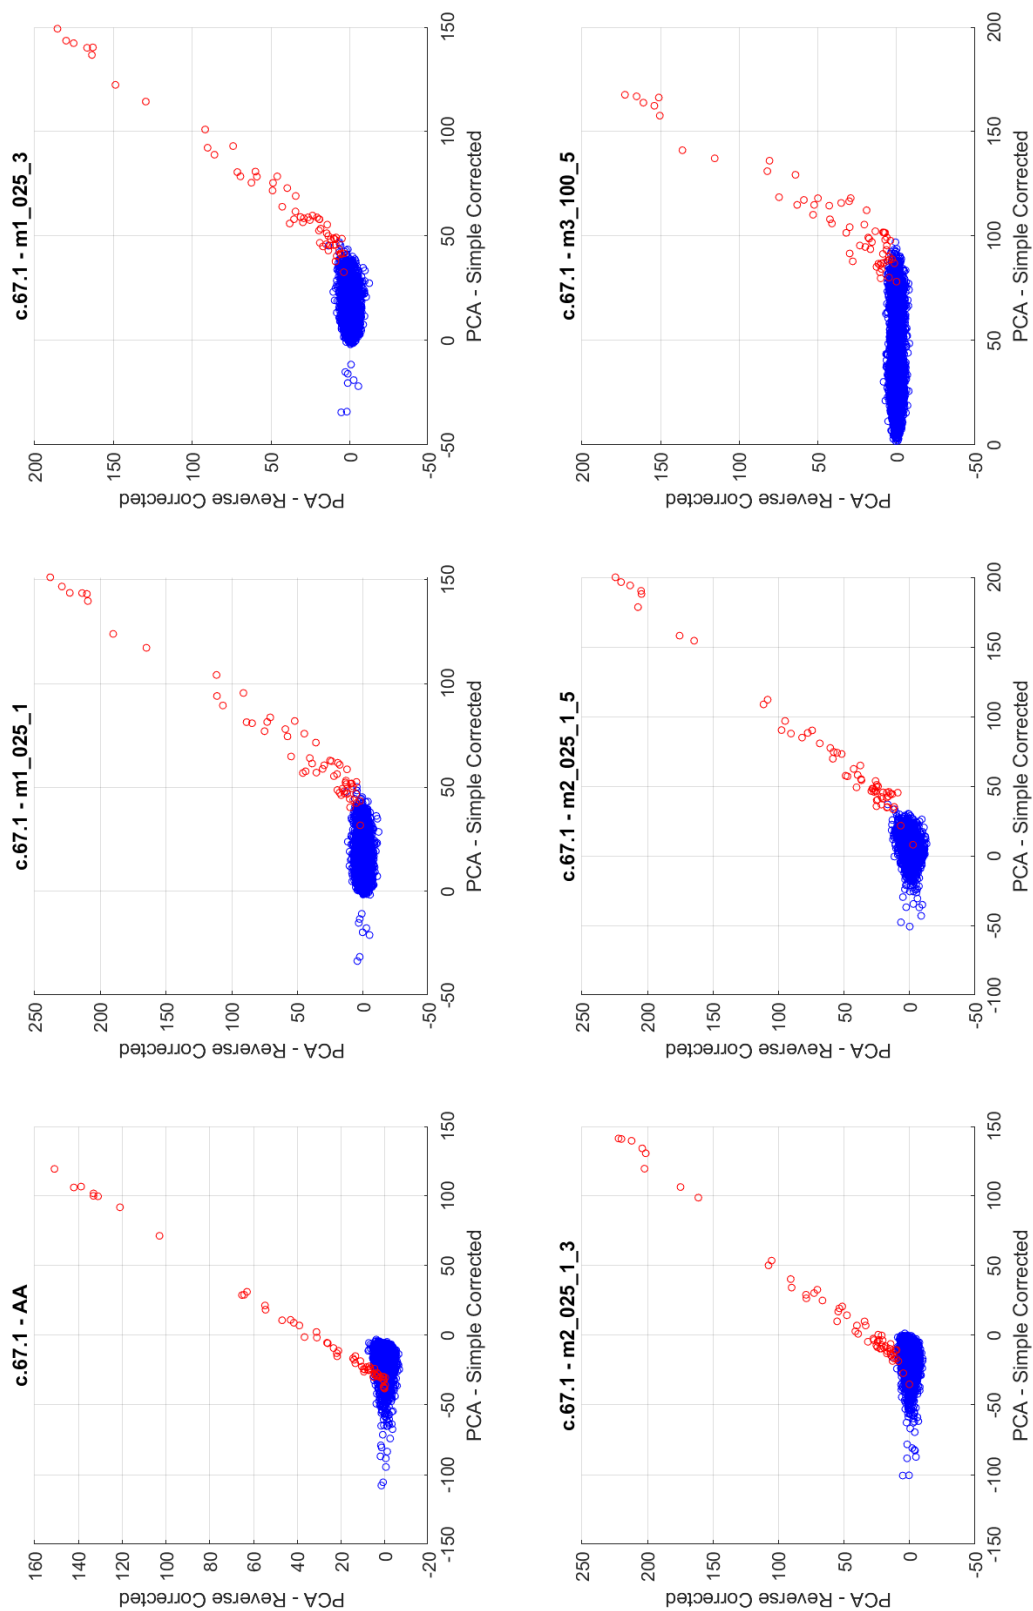 c.67.1 - AA
160
140
120
100
80
60
40
20
0
-20
PCA - Reverse Corrected
-150 -100 -50 0 50 100 150
PCA - Simple Corrected
c.67.1 - m1_025_1
250
200
150
100
50
0
-50
PCA - Reverse Corrected
-50 0 50 100 150
PCA - Simple Corrected
c.67.1 - m1_025_3
200
150
100
50
0
-50
PCA - Reverse Corrected
-50 0 50 100 150
PCA - Simple Corrected
c.67.1 - m2_025_1_3
250
200
150
100
50
0
-50
PCA - Reverse Corrected
-150 -100 -50 0 50 100 150
PCA - Simple Corrected
c.67.1 - m2_025_1_5
250
200
150
100
50
0
-50
PCA - Reverse Corrected
-100 -50 0 50 100 150 200
PCA - Simple Corrected
c.67.1 - m3_100_5
200
150
100
50
0
-50
PCA - Reverse Corrected
0 50 100 150 200
PCA - Simple Corrected